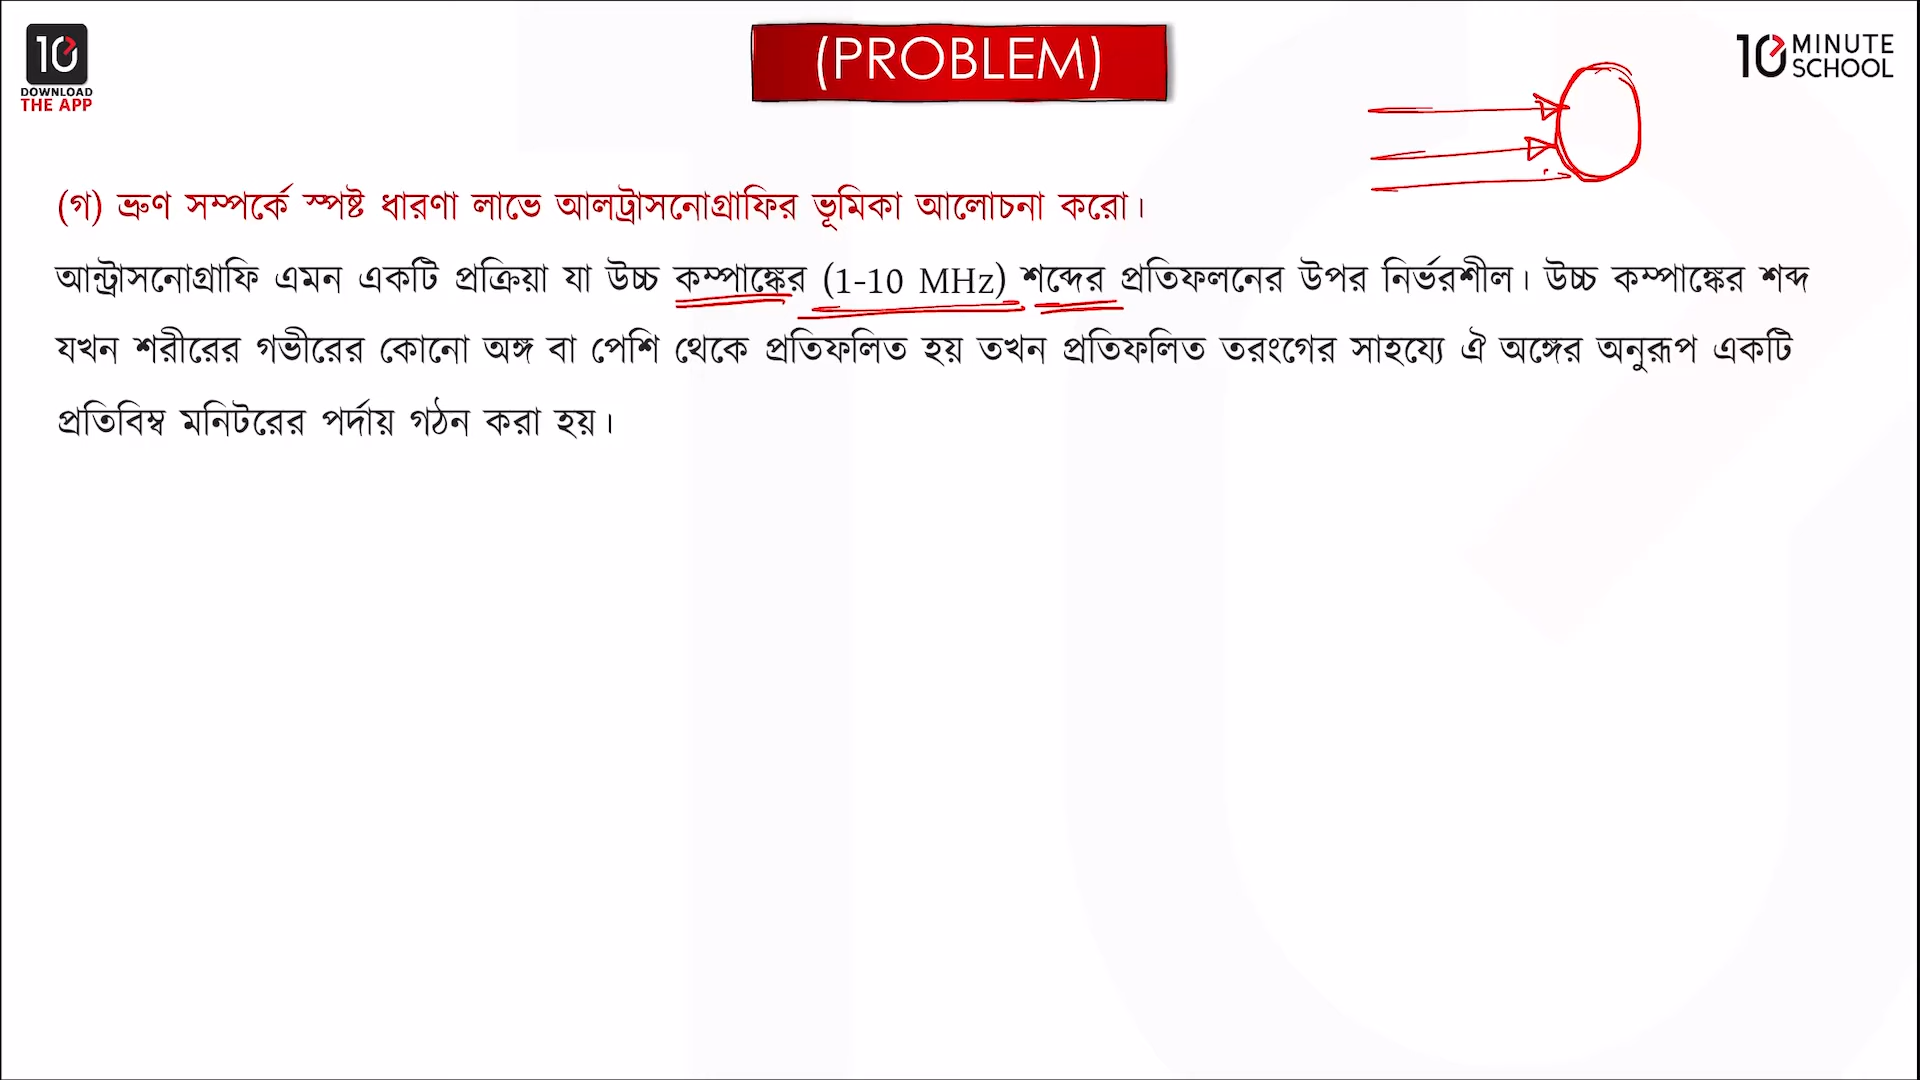 10
DOWNLOAD
THE APP
(PROBLEM)
10 MINUTE
SCHOOL
(গ) ভ্রুণ সম্পর্কে স্পষ্ট ধারণা লাভে আলট্রাসনোগ্রাফির ভূমিকা আলোচনা করো।
আন্ট্রাসনোগ্রাফি এমন একটি প্রক্রিয়া যা উচ্চ কম্পাঙ্কের (1-10 MHz) শব্দের প্রতিফলনের উপর নির্ভরশীল। উচ্চ কম্পাঙ্কের শব্দ
যখন শরীরের গভীরের কোনো অঙ্গ বা পেশি থেকে প্রতিফলিত হয় তখন প্রতিফলিত তরংগের সাহয্যে ঐ অঙ্গের অনুরূপ একটি
প্রতিবিম্ব মনিটরের পর্দায় গঠন করা হয়।